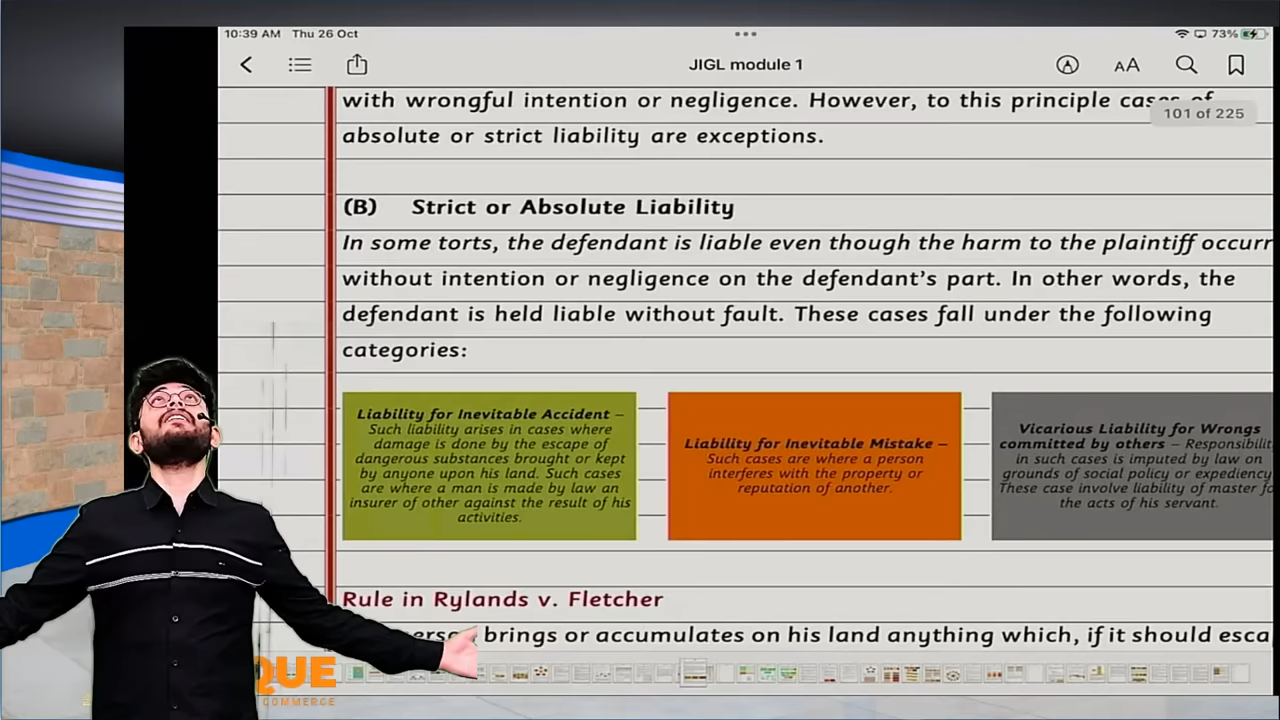 10:39 AM Thu 26 Oct
73%
JIGL module 1
with wrongful intention or negligence. However, to this principle cases of
101 of 225
absolute or strict liability are exceptions.
(B) Strict or Absolute Liability
In some torts, the defendant is liable even though the harm to the plaintiff occurr
without intention or negligence on the defendant's part. In other words, the
defendant is held liable without fault. These cases fall under the following
categories:
Liability for Inevitable Accident –
Such liability arises in cases where
damage is done by the escape of
dangerous substances brought or kept
by anyone upon his land. Such cases
are where a man is made by law an
insurer of other against the result of his
activities.
Liability for Inevitable Mistake –
Such cases are where a person
interferes with the property or
reputation of another.
Vicarious Liability for Wrongs
committed by others – Responsibilit
in such cases is imputed by law on
grounds of social policy or expediency
These case involve liability of master fo
the acts of his servant.
Rule in Rylands v. Fletcher
brings or accumulates on his land anything which, if it should esca
QUE
COMMERCE